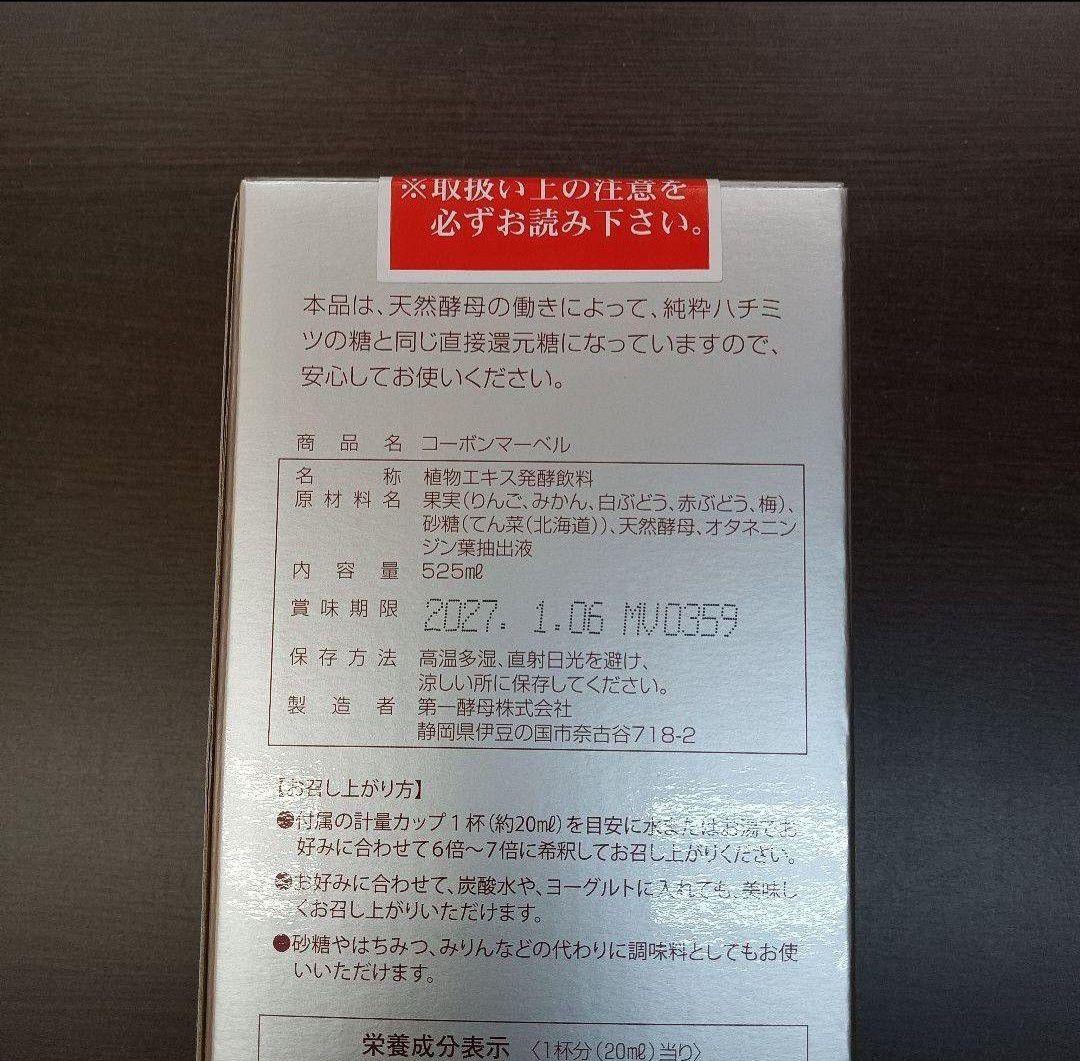 ※取扱い上の注意を
必ずお読み下さい。
本品は、天然酵母の働きによって、純粋ハチミ
ツの糖と同じ直接還元糖になっていますので、
安心してお使いください。
商品名 コーボンマーベル
名称 植物エキス発酵飲料
原材料名 果実(りんご、みかん、白ぶどう、赤ぶどう、梅)、
砂糖(てん菜(北海道))、天然酵母、オタネニン
ジン葉抽出液
内容量 525㎖
賞味期限 2027. 1.06 MV0359
保存方法 高温多湿、直射日光を避け、
涼しい所に保存してください。
製造者 第一酵母株式会社
静岡県伊豆の国市奈古谷718-2
【お召し上がり方】
●付属の計量カップ1杯(約20㎖)を目安に水またはお湯でお
好みに合わせて6倍～7倍に希釈してお召し上がりください。
●お好みに合わせて、炭酸水や、ヨーグルトに入れても、美味し
くお召し上がりいただけます。
●砂糖やはちみつ、みりんなどの代わりに調味料としてもお使
いいただけます。
栄養成分表示 〈1杯分(20㎖)当り〉